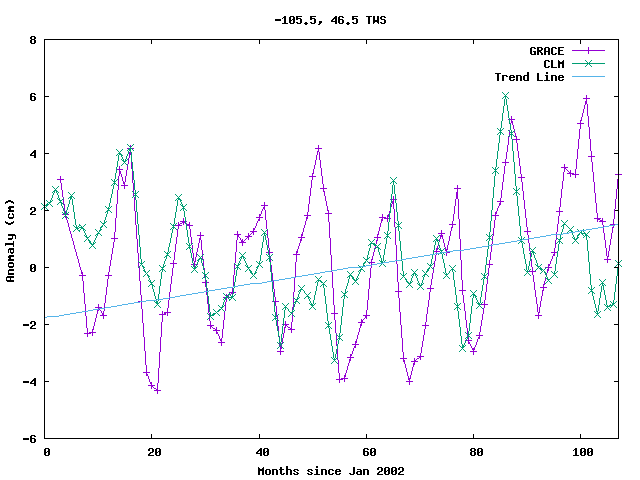 -105.5, 46.5 TWS
GRACE
CLM
Trend Line
8
6
4
2
0
-2
-4
-6
Anomaly (cm)
0 20 40 60 80 100
Months since Jan 2002